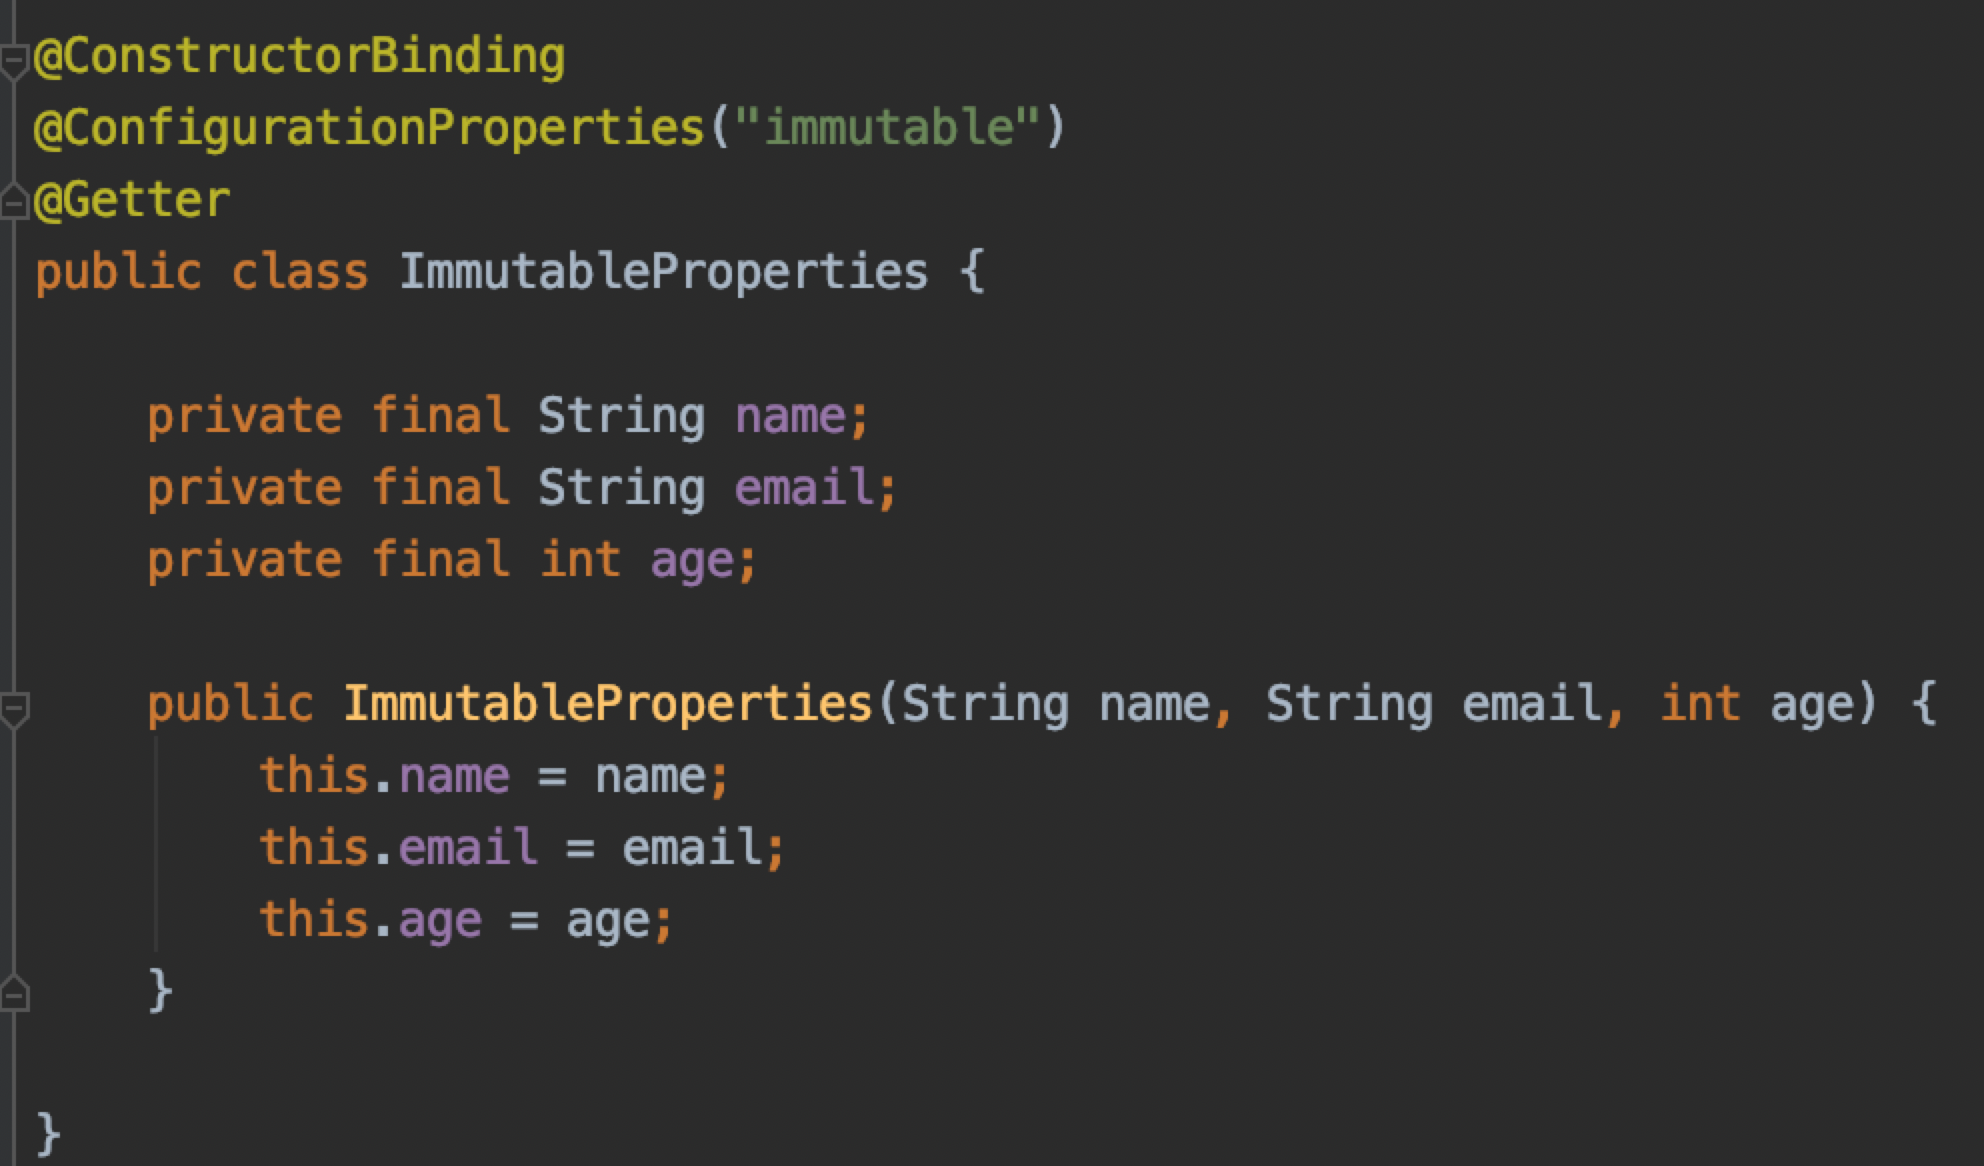 @ConstructorBinding
@ConfigurationProperties("immutable")
@Getter
public class ImmutableProperties {
private final String name;
private final String email;
private final int age;
public ImmutableProperties(String name, String email, int age) {
this.name = name;
this.email = email;
this.age = age;
}
}